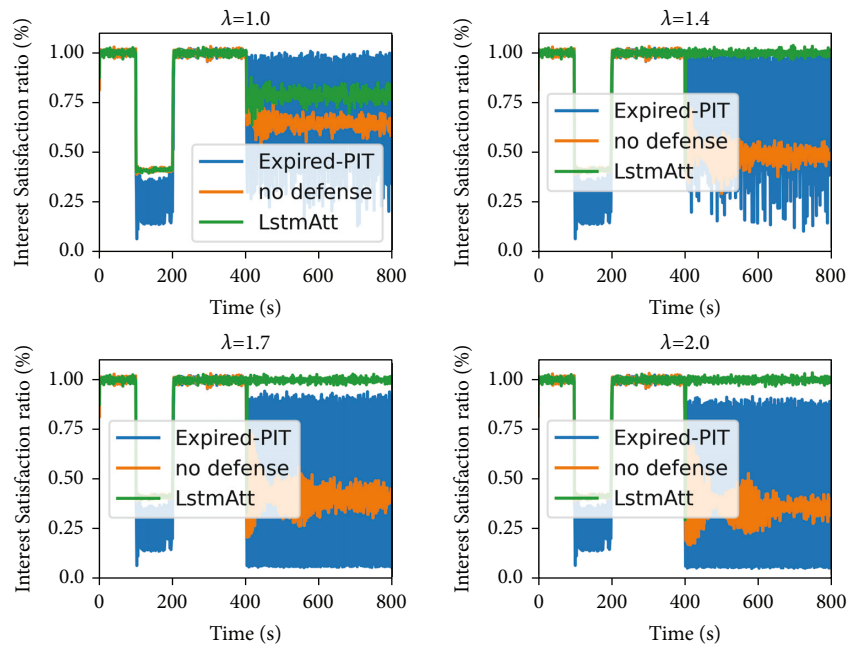 λ=1.0
Interest Satisfaction ratio (%)
1.00
0.75
0.50
0.25
0.0
Expired-PIT
no defense
LstmAtt
0 200 400 600 800
Time (s)
λ=1.4
Interest Satisfaction ratio (%)
1.00
0.75
0.50
0.25
0.0
Expired-PIT
no defense
LstmAtt
0 200 400 600 800
Time (s)
λ=1.7
Interest Satisfaction ratio (%)
1.00
0.75
0.50
0.25
0.0
Expired-PIT
no defense
LstmAtt
0 200 400 600 800
Time (s)
λ=2.0
Interest Satisfaction ratio (%)
1.00
0.75
0.50
0.25
0.0
Expired-PIT
no defense
LstmAtt
0 200 400 600 800
Time (s)